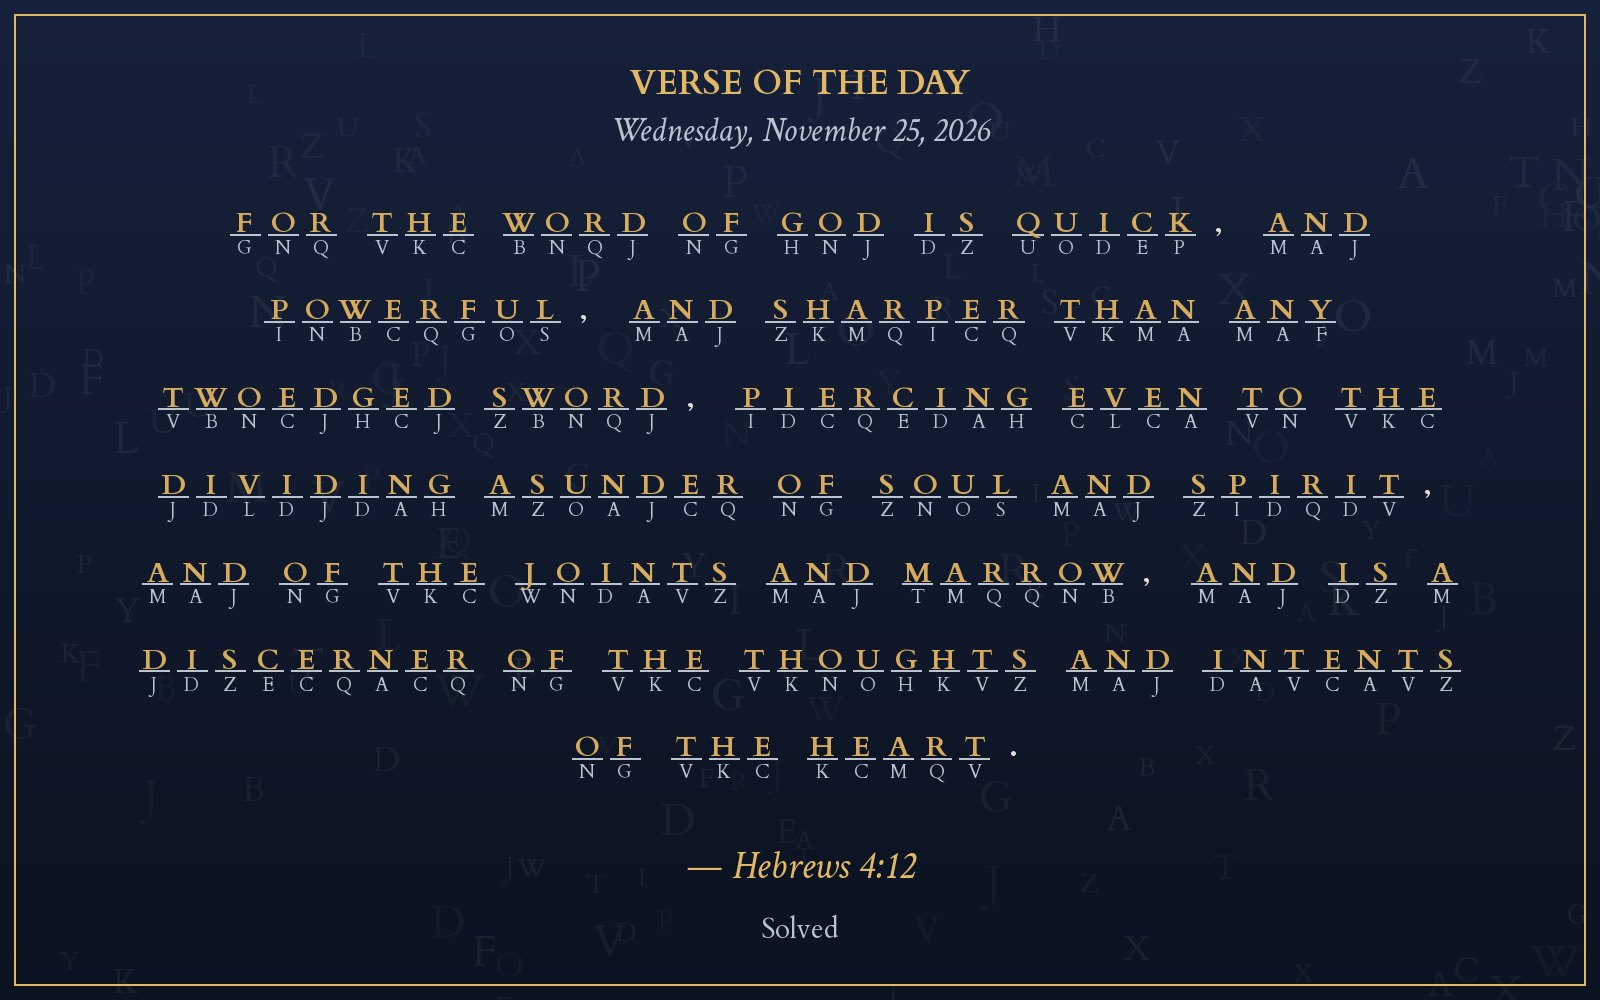 VERSE OF THE DAY
Wednesday, November 25, 2026
FOR THE WORD OF GOD IS QUICK, AND
GNQ VKC BNQJ NG HNJ DZ UODEP MAJ
POWERFUL, AND SHARPER THAN ANY
INBCQGOS MAJ ZKMQICQ VKMA MAF
TWOEDGED SWORD, PIERCING EVEN TO THE
VBNCJHCJ ZBNQJ IDCQEDAH CLCA VN VKC
DIVIDING ASUNDER OF SOUL AND SPIRIT,
JDLDJDAH MZOAJCQ NG ZNOS MAJ ZIDQDV
AND OF THE JOINTS AND MARROW, AND IS A
MAJ NG VKC WNDAVZ MAJ TMQQNB MAJ DZ M
DISCERNER OF THE THOUGHTS AND INTENTS
JDZECQACQ NG VKC VKNOHKVZ MAJ DAVCAVZ
OF THE HEART.
NG VKC KCMQV
— Hebrews 4:12
Solved